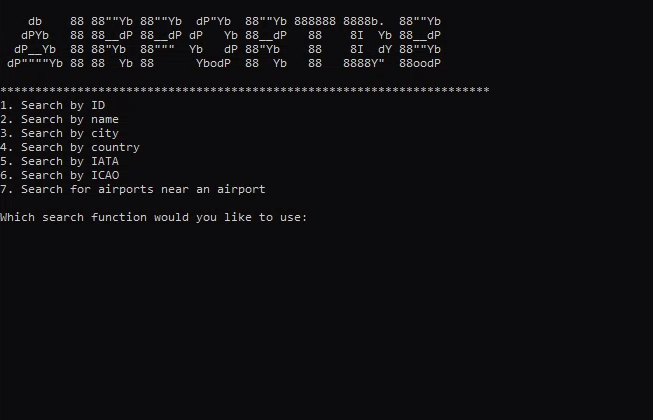 db    88 88""Yb 88""Yb  dP"Yb  88""Yb 888888 8888b.  88""Yb
   dPYb   88 88__dP 88__dP dP   Yb 88__dP   88    8I  Yb 88__dP
  dP__Yb  88 88"Yb  88"""  Yb   dP 88"Yb    88    8I  dY 88""Yb
 dP""""Yb 88 88  Yb 88      YbodP  88  Yb   88   8888Y"  88oodP
**********************************************************************
1. Search by ID
2. Search by name
3. Search by city
4. Search by country
5. Search by IATA
6. Search by ICAO
7. Search for airports near an airport
Which search function would you like to use: